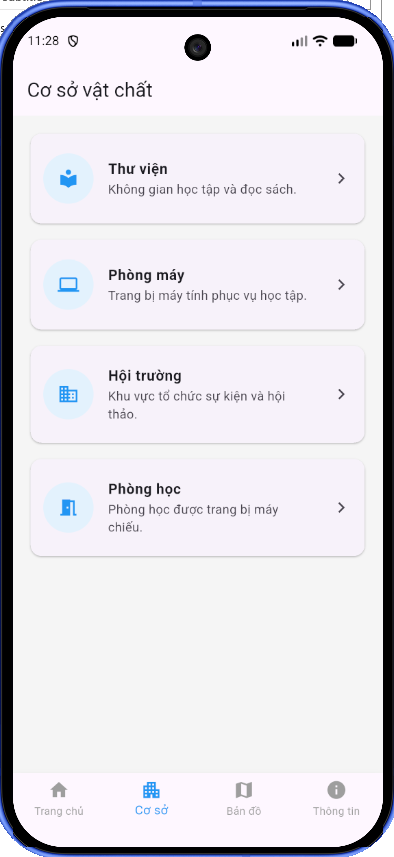 11:28
Cơ sở vật chất
Thư viện
Không gian học tập và đọc sách.
Phòng máy
Trang bị máy tính phục vụ học tập.
Hội trường
Khu vực tổ chức sự kiện và hội
thảo.
Phòng học
Phòng học được trang bị máy
chiếu.
Trang chủ
Cơ sở
Bản đồ
Thông tin